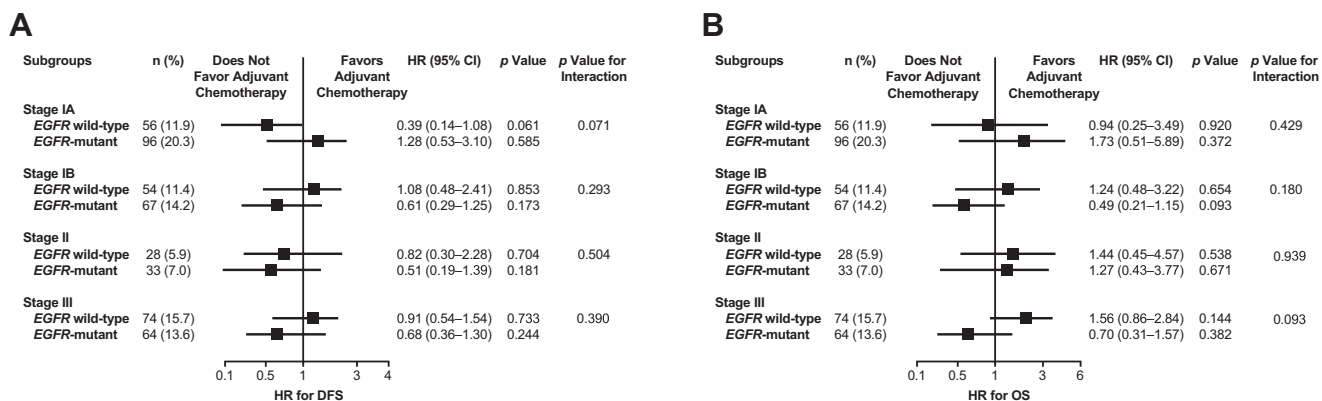 A
Subgroups n (%) Does Not Favor Adjuvant Chemotherapy Favors Adjuvant Chemotherapy HR (95% CI) p Value p Value for Interaction
Stage IA
EGFR wild-type 56 (11.9) 0.39 (0.14–1.08) 0.061 0.071
EGFR-mutant 96 (20.3) 1.28 (0.53–3.10) 0.585
Stage IB
EGFR wild-type 54 (11.4) 1.08 (0.48–2.41) 0.853 0.293
EGFR-mutant 67 (14.2) 0.61 (0.29–1.25) 0.173
Stage II
EGFR wild-type 28 (5.9) 0.82 (0.30–2.28) 0.704 0.504
EGFR-mutant 33 (7.0) 0.51 (0.19–1.39) 0.181
Stage III
EGFR wild-type 74 (15.7) 0.91 (0.54–1.54) 0.733 0.390
EGFR-mutant 64 (13.6) 0.68 (0.36–1.30) 0.244
0.1 0.5 1 3 4
HR for DFS
B
Subgroups n (%) Does Not Favor Adjuvant Chemotherapy Favors Adjuvant Chemotherapy HR (95% CI) p Value p Value for Interaction
Stage IA
EGFR wild-type 56 (11.9) 0.94 (0.25–3.49) 0.920 0.429
EGFR-mutant 96 (20.3) 1.73 (0.51–5.89) 0.372
Stage IB
EGFR wild-type 54 (11.4) 1.24 (0.48–3.22) 0.654 0.180
EGFR-mutant 67 (14.2) 0.49 (0.21–1.15) 0.093
Stage II
EGFR wild-type 28 (5.9) 1.44 (0.45–4.57) 0.538 0.939
EGFR-mutant 33 (7.0) 1.27 (0.43–3.77) 0.671
Stage III
EGFR wild-type 74 (15.7) 1.56 (0.86–2.84) 0.144 0.093
EGFR-mutant 64 (13.6) 0.70 (0.31–1.57) 0.382
0.1 0.5 1 3 6
HR for OS